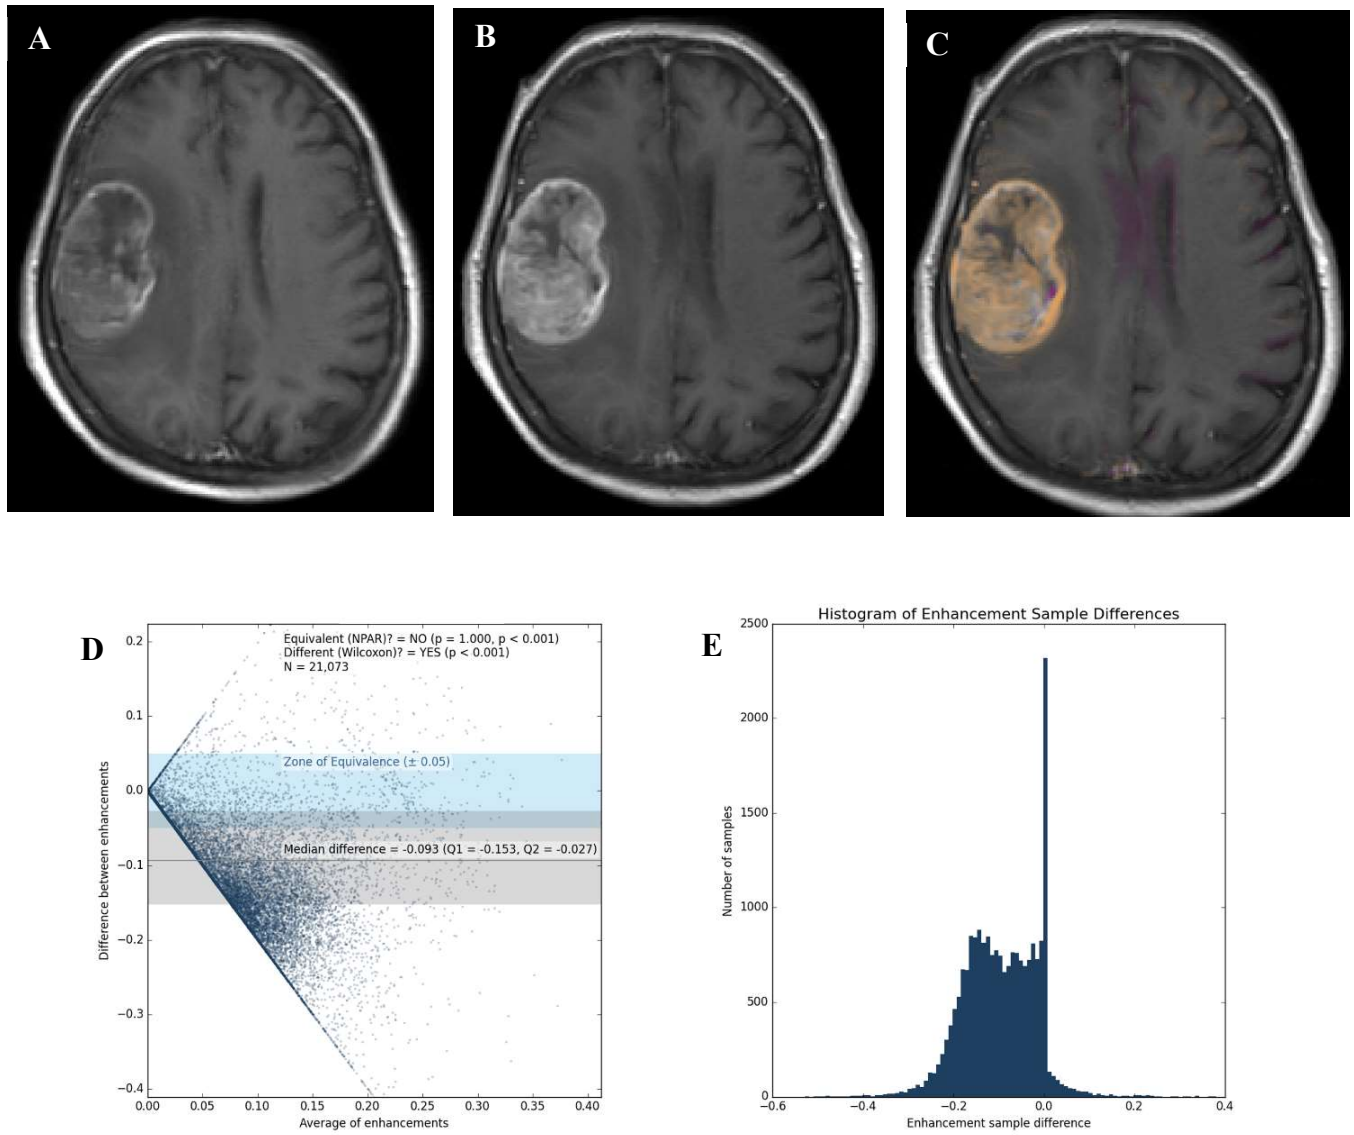 A
B
C
D
Equivalent (NPAR)? = NO (p = 1.000, p < 0.001)
Different (Wilcoxon)? = YES (p < 0.001)
N = 21,073
Zone of Equivalence (± 0.05)
Median difference = -0.093 (Q1 = -0.153, Q2 = -0.027)
0.2
0.1
0.0
−0.1
−0.2
−0.3
−0.4
Difference between enhancements
0.00 0.05 0.10 0.15 0.20 0.25 0.30 0.35 0.40
Average of enhancements
E
Histogram of Enhancement Sample Differences
2500
2000
1500
1000
500
0
Number of samples
−0.6 −0.4 −0.2 0.0 0.2 0.4
Enhancement sample difference